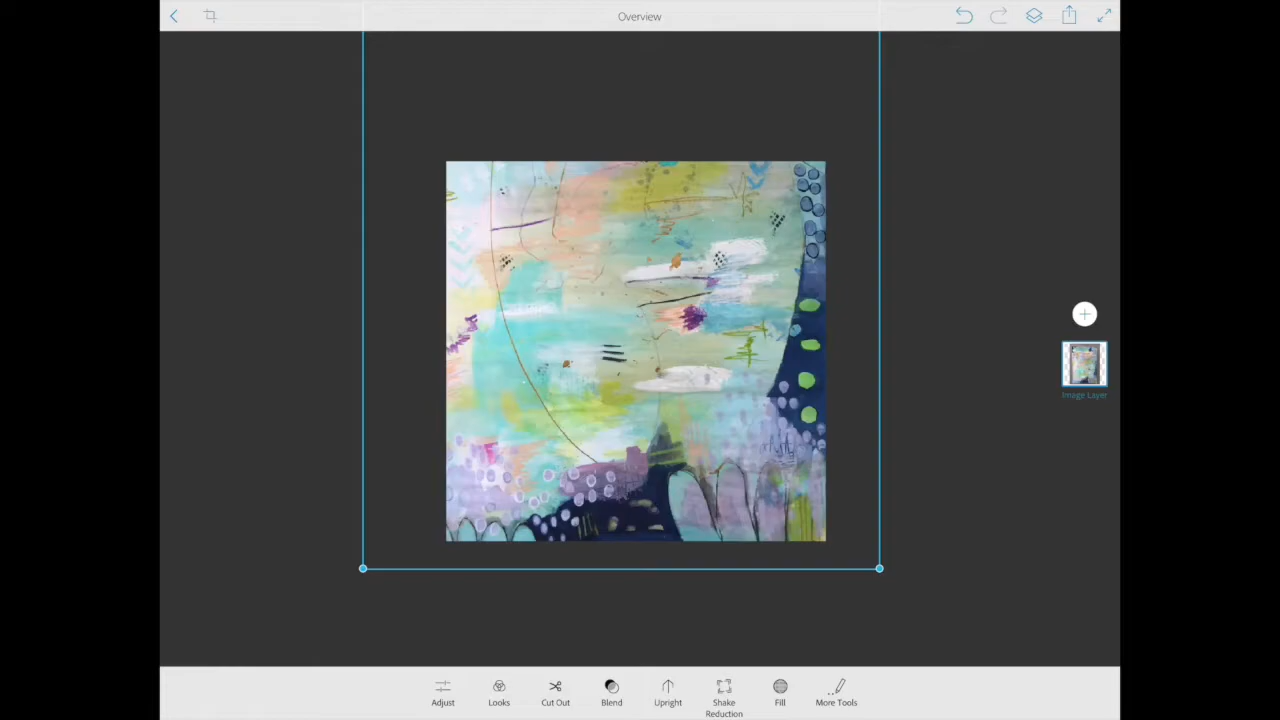 Overview
Image Layer
Adjust
Looks
Cut Out
Blend
Upright
Shake
Reduction
Fill
More Tools